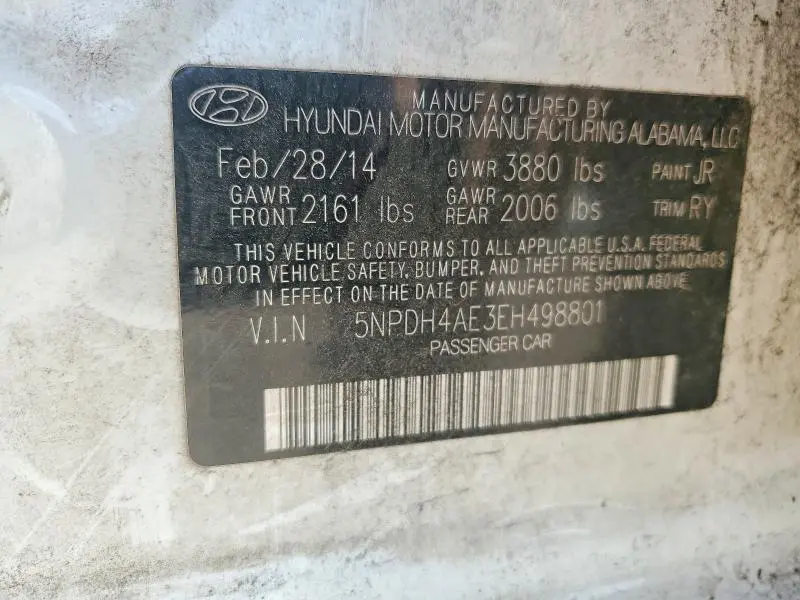 MANUFACTURED BY
HYUNDAI MOTOR MANUFACTURING ALABAMA, LLC
Feb/28/14 GVWR 3880 lbs PAINT JR
GAWR FRONT 2161 lbs GAWR REAR 2006 lbs TRIM RY
THIS VEHICLE CONFORMS TO ALL APPLICABLE U.S.A. FEDERAL
MOTOR VEHICLE SAFETY, BUMPER, AND THEFT PREVENTION STANDARDS
IN EFFECT ON THE DATE OF MANUFACTURE SHOWN ABOVE.
V.I.N 5NPDH4AE3EH498801
PASSENGER CAR